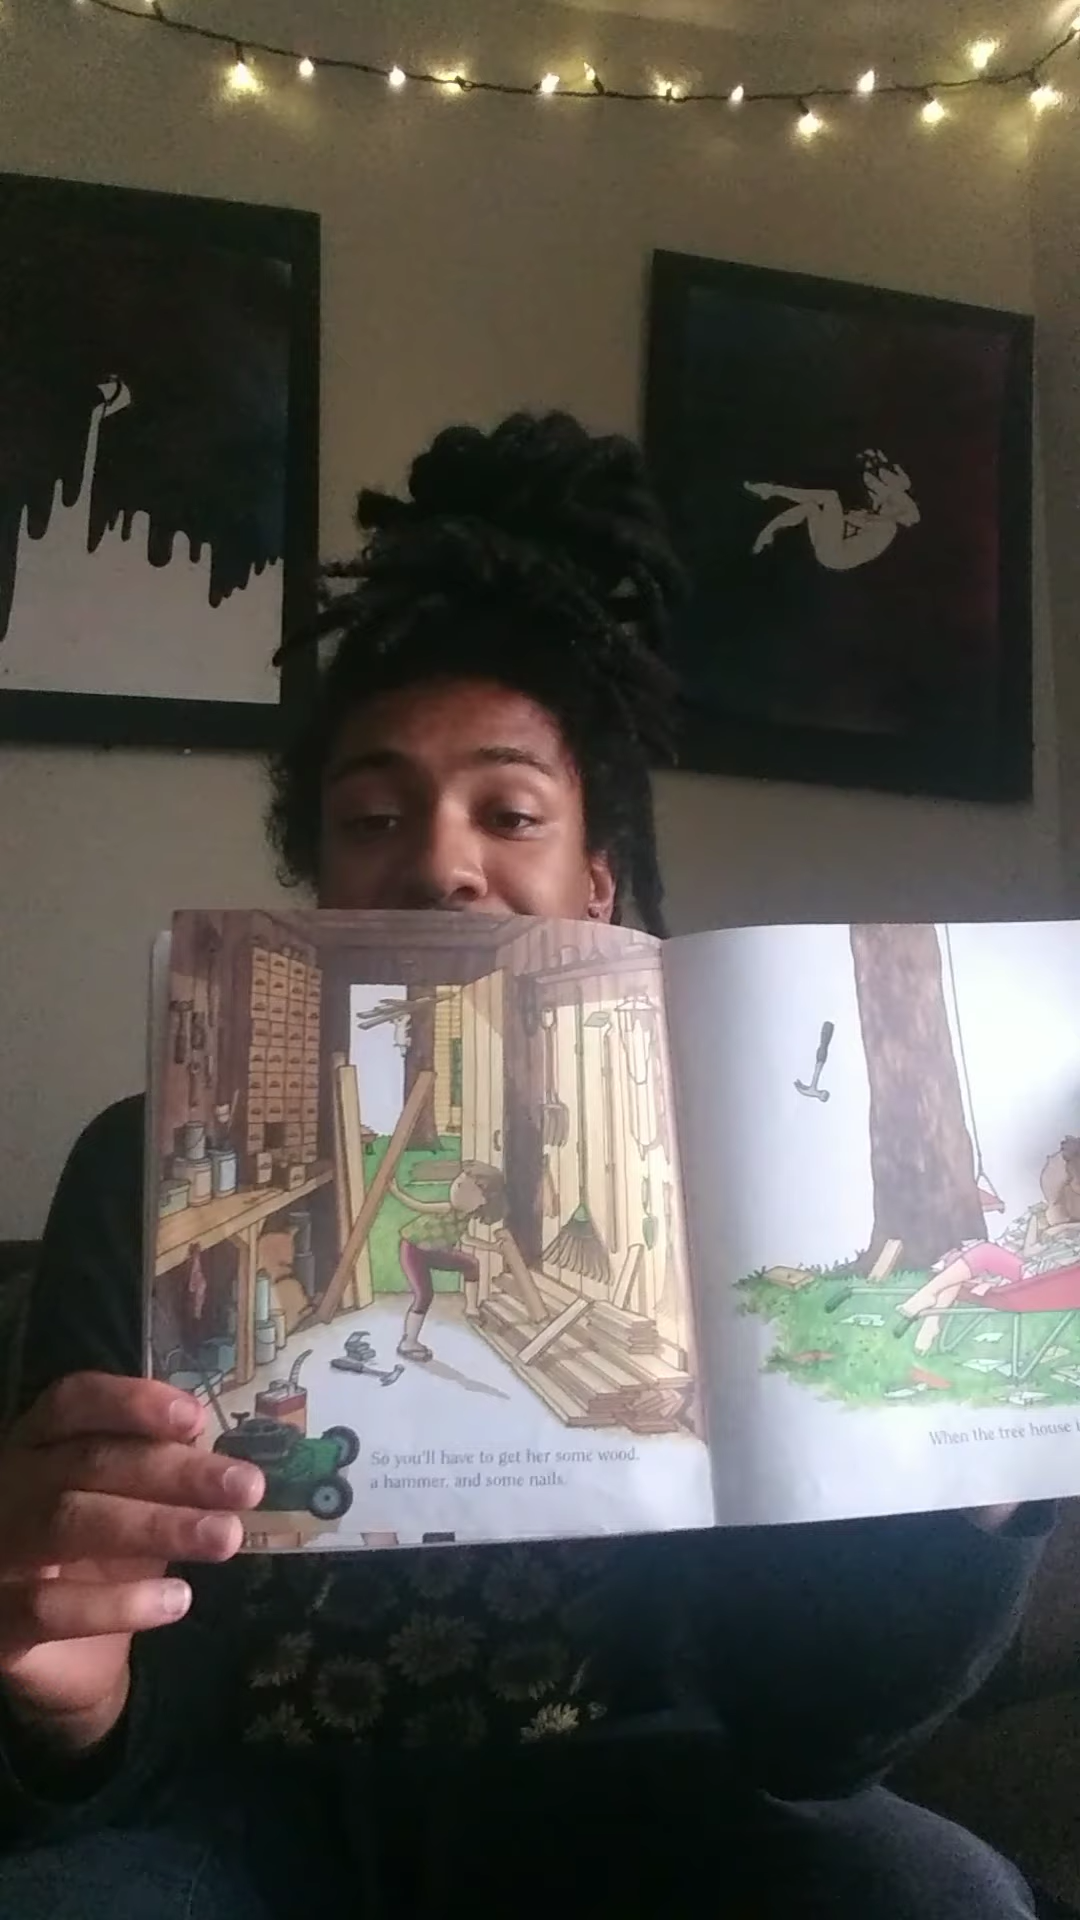 So you'll have to get her some wood,
a hammer, and some nails.
When the tree house